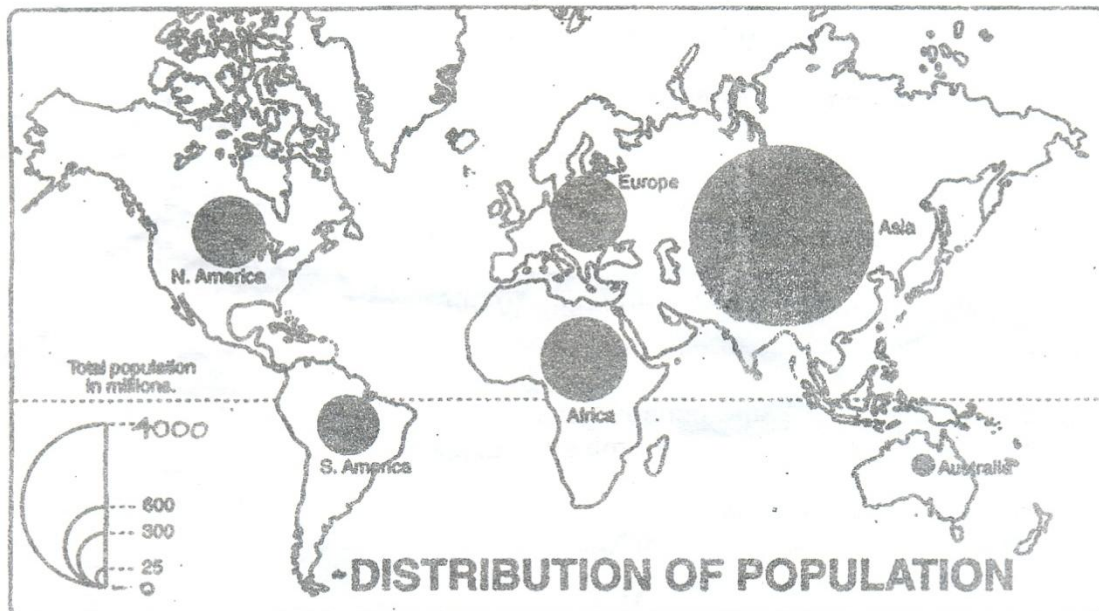 Europe
Asia
N. America
Total population
in millions.
Africa
S. America
Australia
4000
600
300
25
0
DISTRIBUTION OF POPULATION